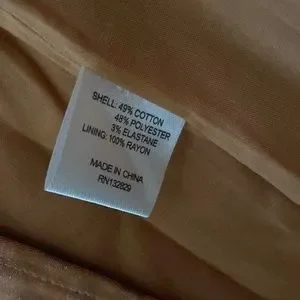 SHELL: 49% COTTON
48% POLYESTER
3% ELASTANE
LINING: 100% RAYON
MADE IN CHINA
RN132829